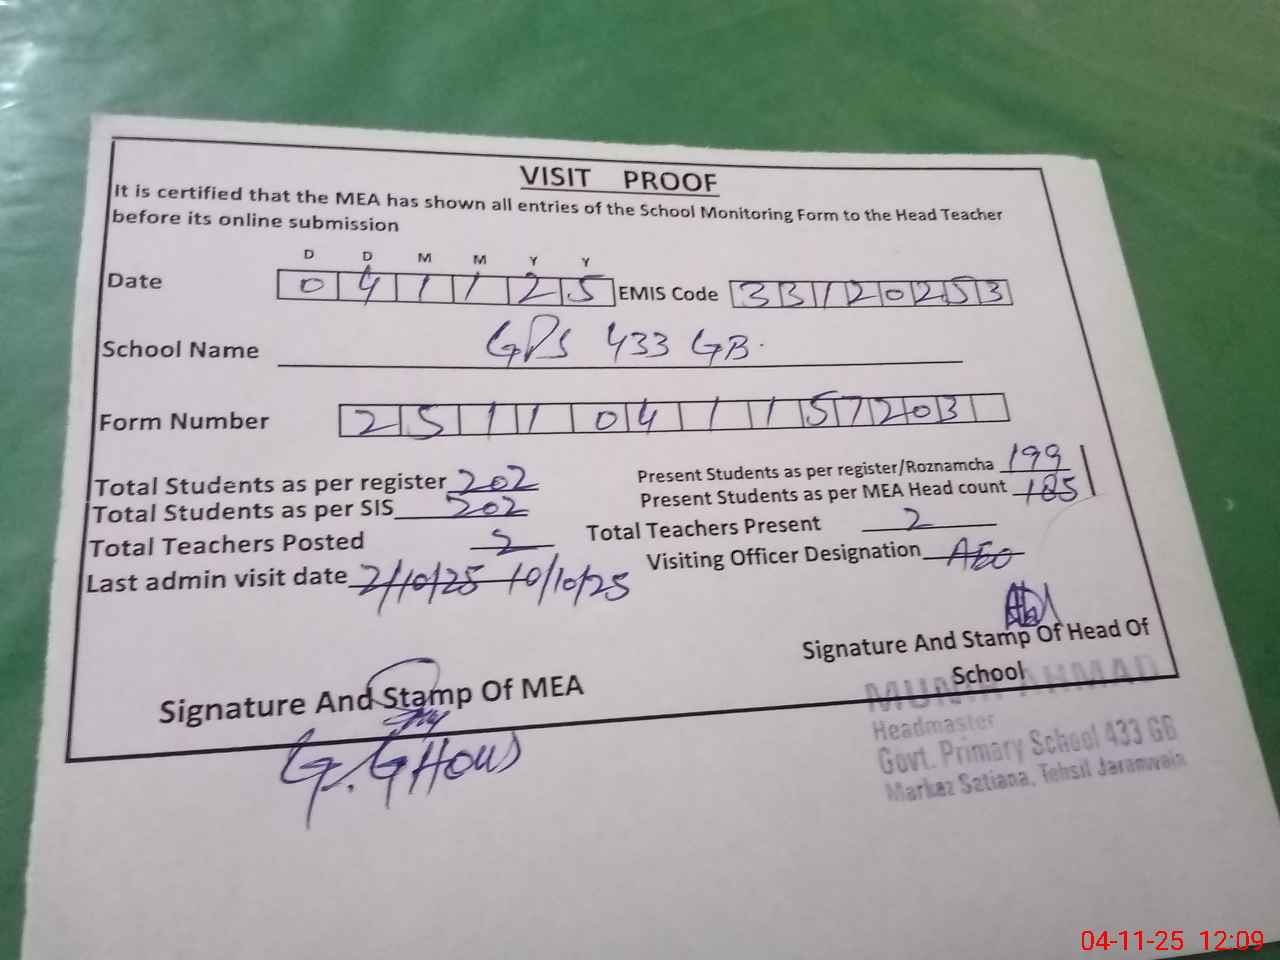 VISIT PROOF
It is certified that the MEA has shown all entries of the School Monitoring Form to the Head Teacher
before its online submission
D D M M Y Y
Date 0 4 1 1 2 5 EMIS Code 3 3 1 2 0 2 5 3
School Name GPS 433 GB.
Form Number 2 5 1 1 0 4 1 1 5 7 2 0 3
Total Students as per register 202 Present Students as per register/Roznamcha 199
Total Students as per SIS 202 Present Students as per MEA Head count 185
Total Teachers Posted 2 Total Teachers Present 2
Last admin visit date 2/10/25 10/10/25 Visiting Officer Designation AEO
Signature And Stamp Of MEA Signature And Stamp Of Head Of
School
G. GHOUS
MUNIR AHMAD
Headmaster
Govt. Primary School 433 GB
Markaz Satiana, Tehsil Jaranwala
04-11-25 12:09